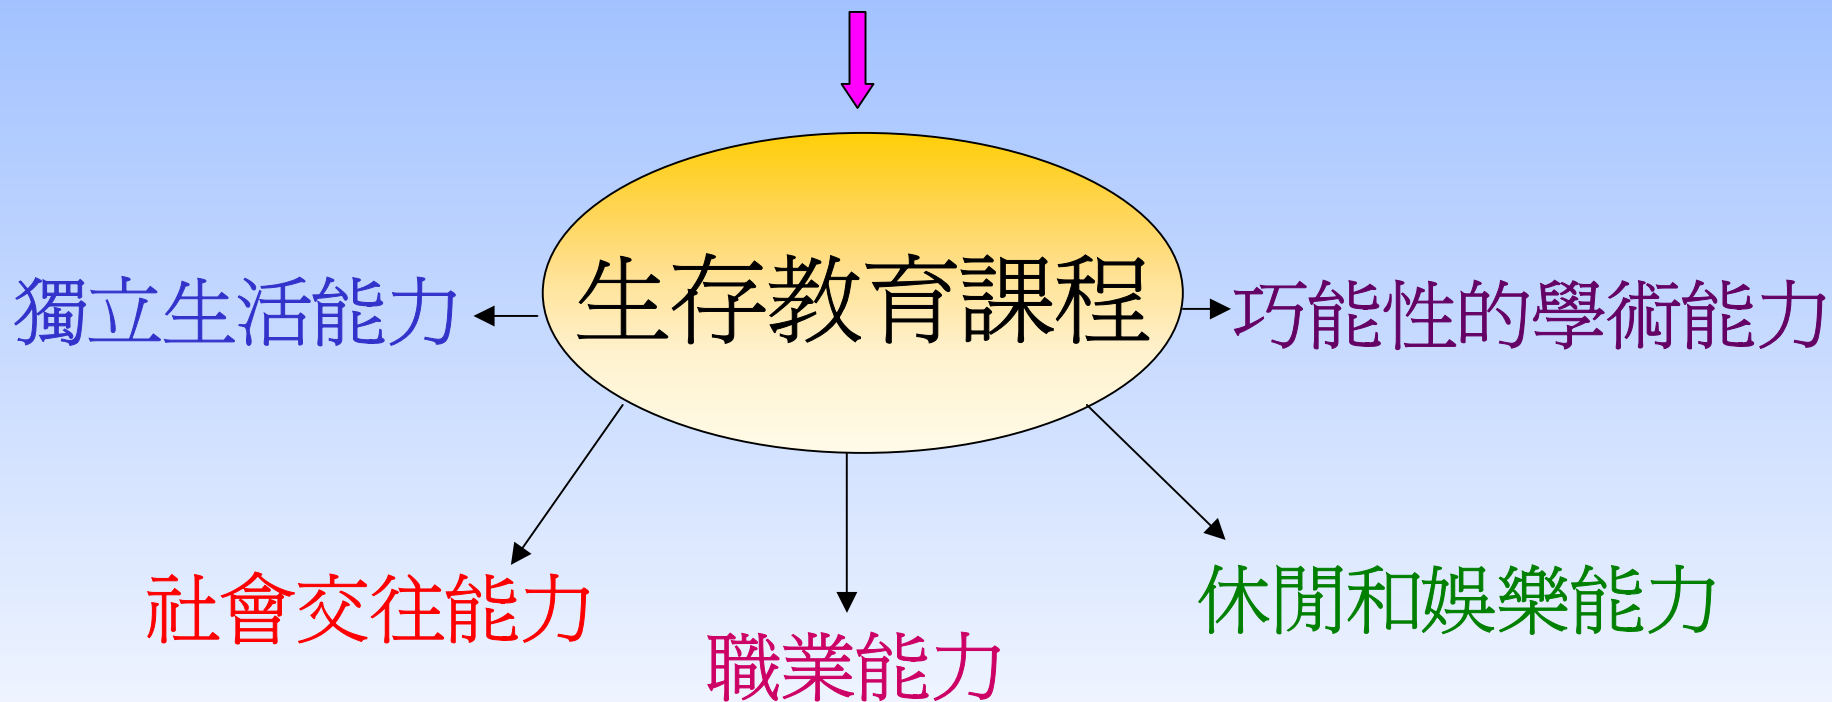 生存教育課程
獨立生活能力
巧能性的學術能力
社會交往能力
休閒和娛樂能力
職業能力